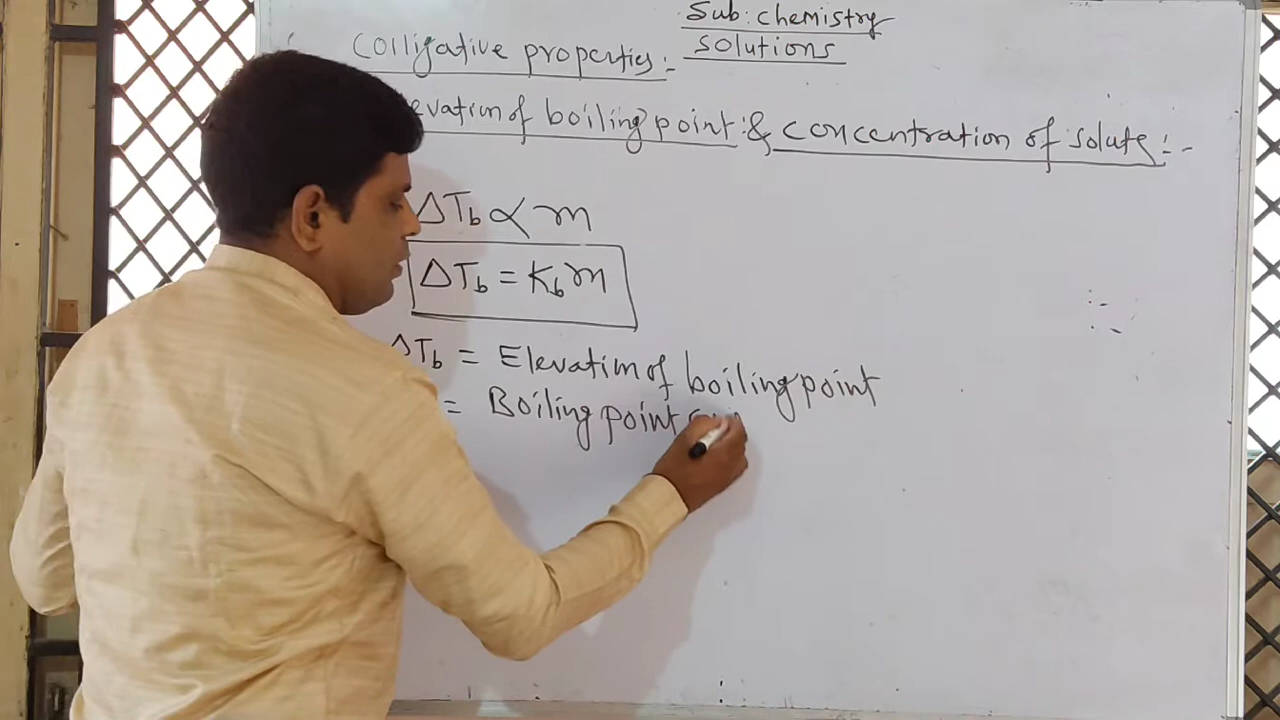 Sub: chemistry
solutions
Colligative properties:-
of boiling point & concentration of solute:-
ΔTb ∝ m
ΔTb = Kb m
ΔTb = Elevation of boiling point
= Boiling point